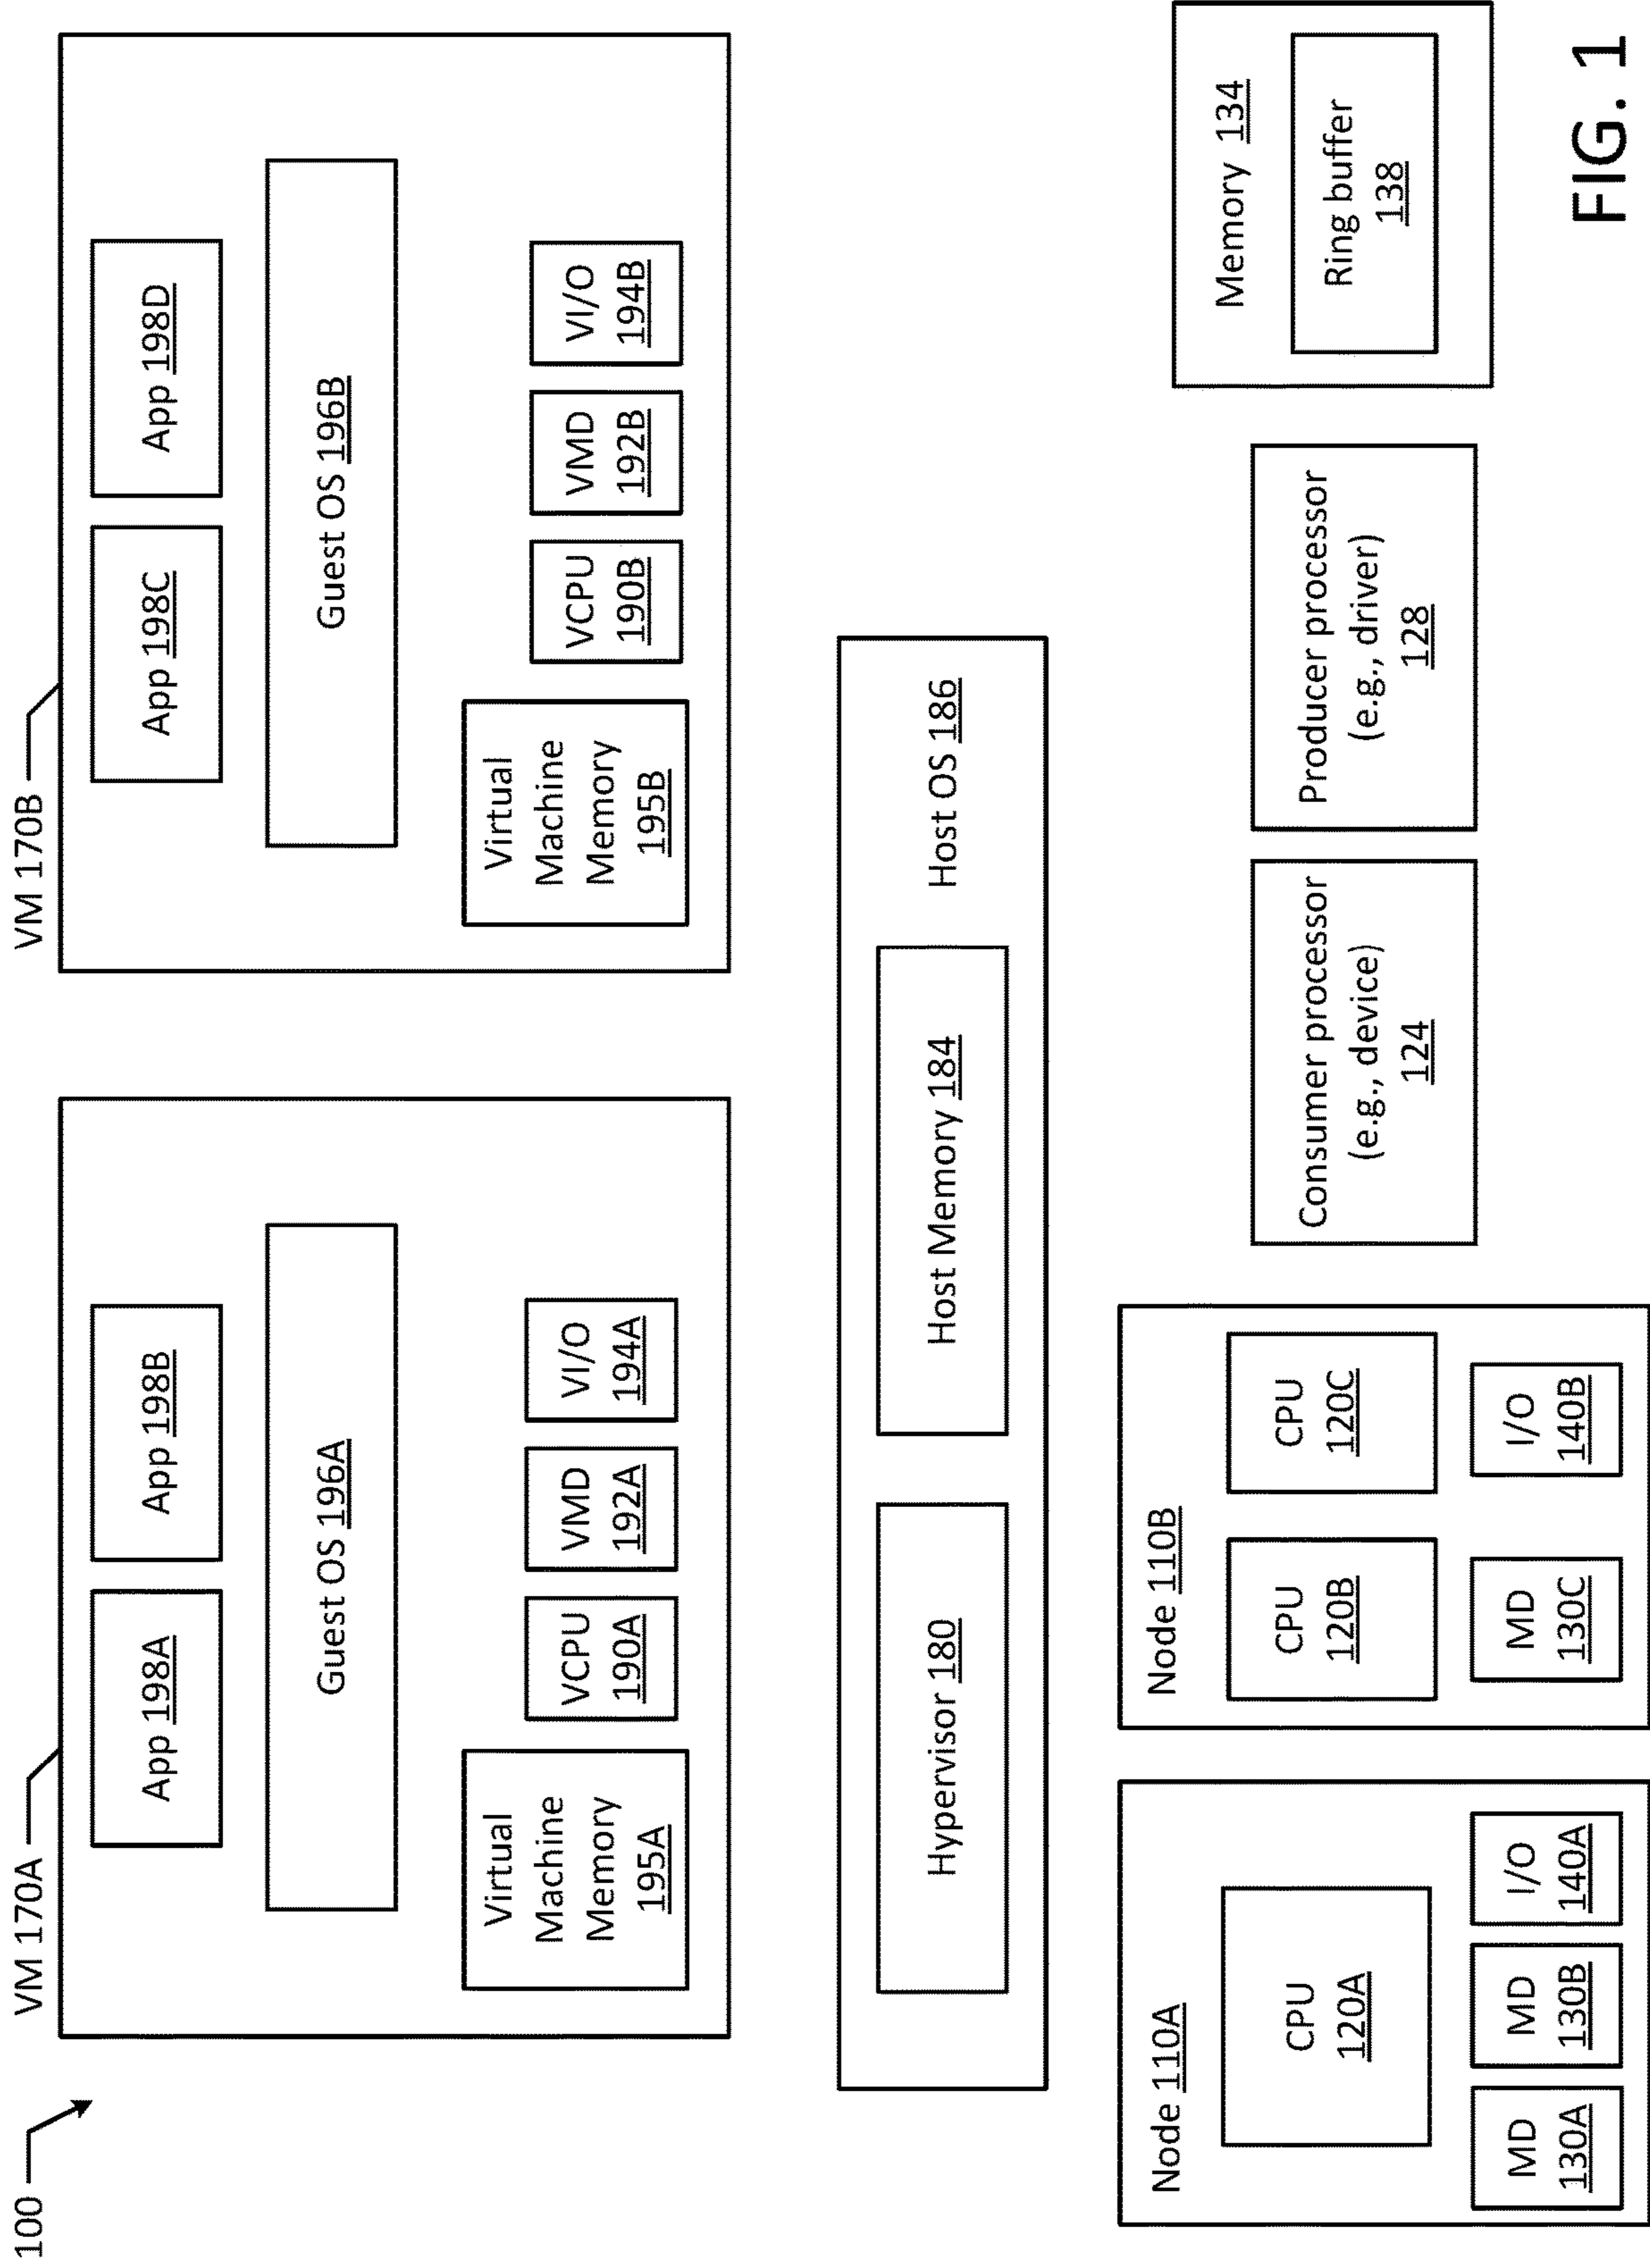 100
VM 170A
App 198A
App 198B
Guest OS 196A
Virtual
Machine
Memory
195A
VCPU
190A
VMD
192A
VI/O
194A
VM 170B
App 198C
App 198D
Guest OS 196B
Virtual
Machine
Memory
195B
VCPU
190B
VMD
192B
VI/O
194B
Hypervisor 180
Host Memory 184
Host OS 186
Node 110A
CPU
120A
MD
130A
MD
130B
I/O
140A
Node 110B
CPU
120B
CPU
120C
MD
130C
I/O
140B
Consumer processor
(e.g., device)
124
Producer processor
(e.g., driver)
128
Memory 134
Ring buffer
138
FIG. 1